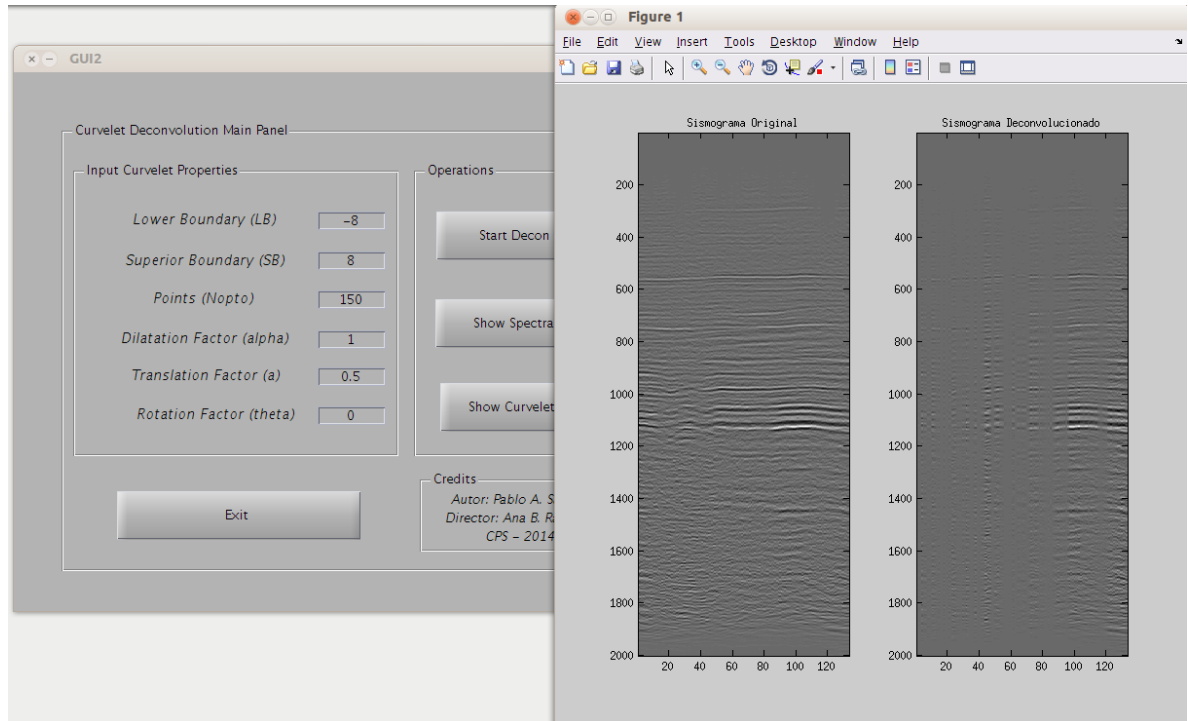 GUI2
Curvelet Deconvolution Main Panel
Input Curvelet Properties
Lower Boundary (LB) -8
Superior Boundary (SB) 8
Points (Nopto) 150
Dilatation Factor (alpha) 1
Translation Factor (a) 0.5
Rotation Factor (theta) 0
Exit
Operations
Start Decon
Show Spectra
Show Curvelet
Credits
Autor: Pablo A.
Director: Ana B.
CPS - 2014
Figure 1
File Edit View Insert Tools Desktop Window Help
Sismograma Original
200
400
600
800
1000
1200
1400
1600
1800
2000
20 40 60 80 100 120
Sismograma Deconvolucionado
200
400
600
800
1000
1200
1400
1600
1800
2000
20 40 60 80 100 120